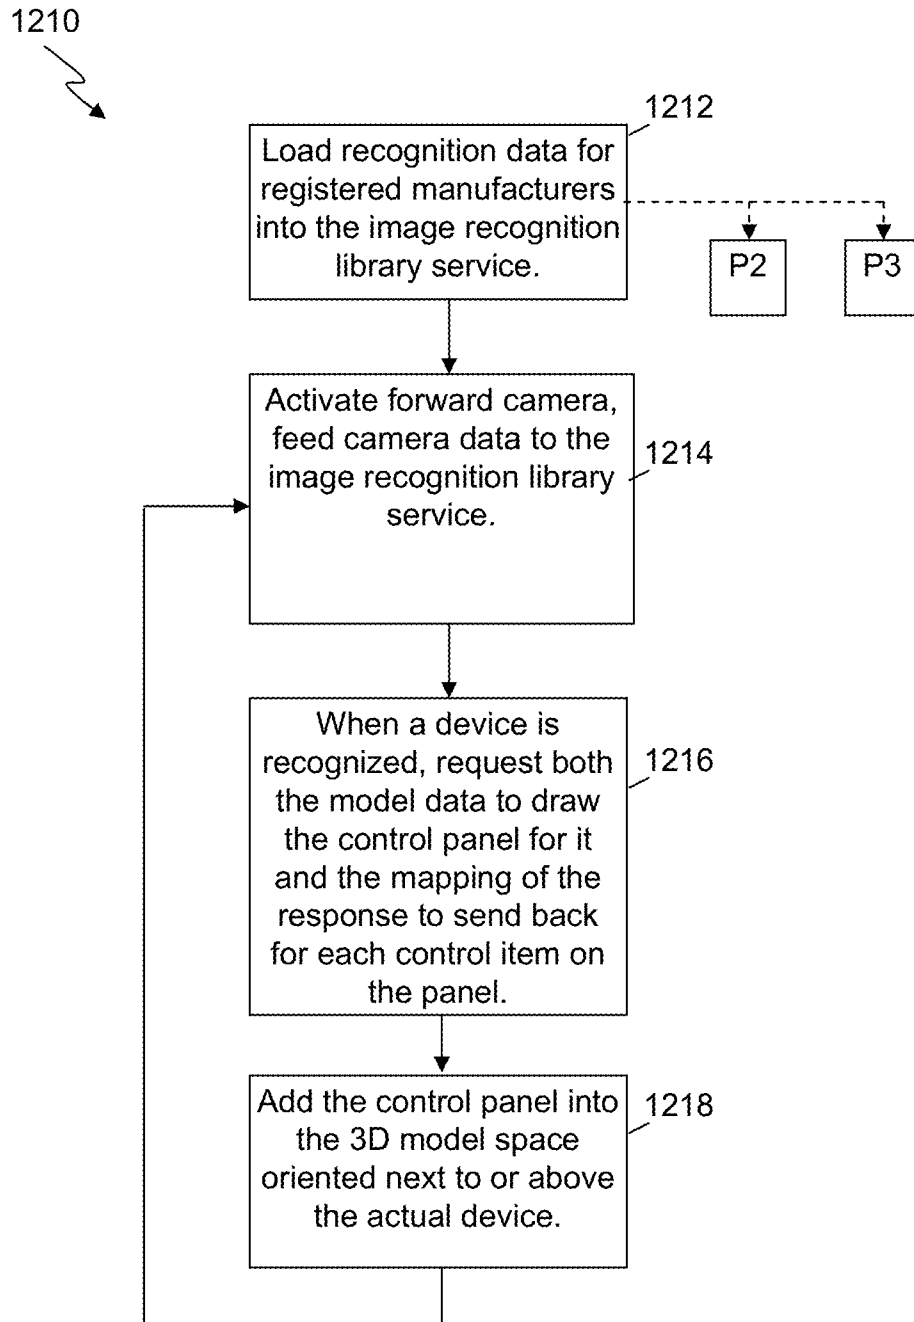 1210
1212
Load recognition data for
registered manufacturers
into the image recognition
library service.
P2
P3
Activate forward camera,
feed camera data to the
image recognition library
service.
1214
When a device is
recognized, request both
the model data to draw
the control panel for it
and the mapping of the
response to send back
for each control item on
the panel.
1216
Add the control panel into
the 3D model space
oriented next to or above
the actual device.
1218